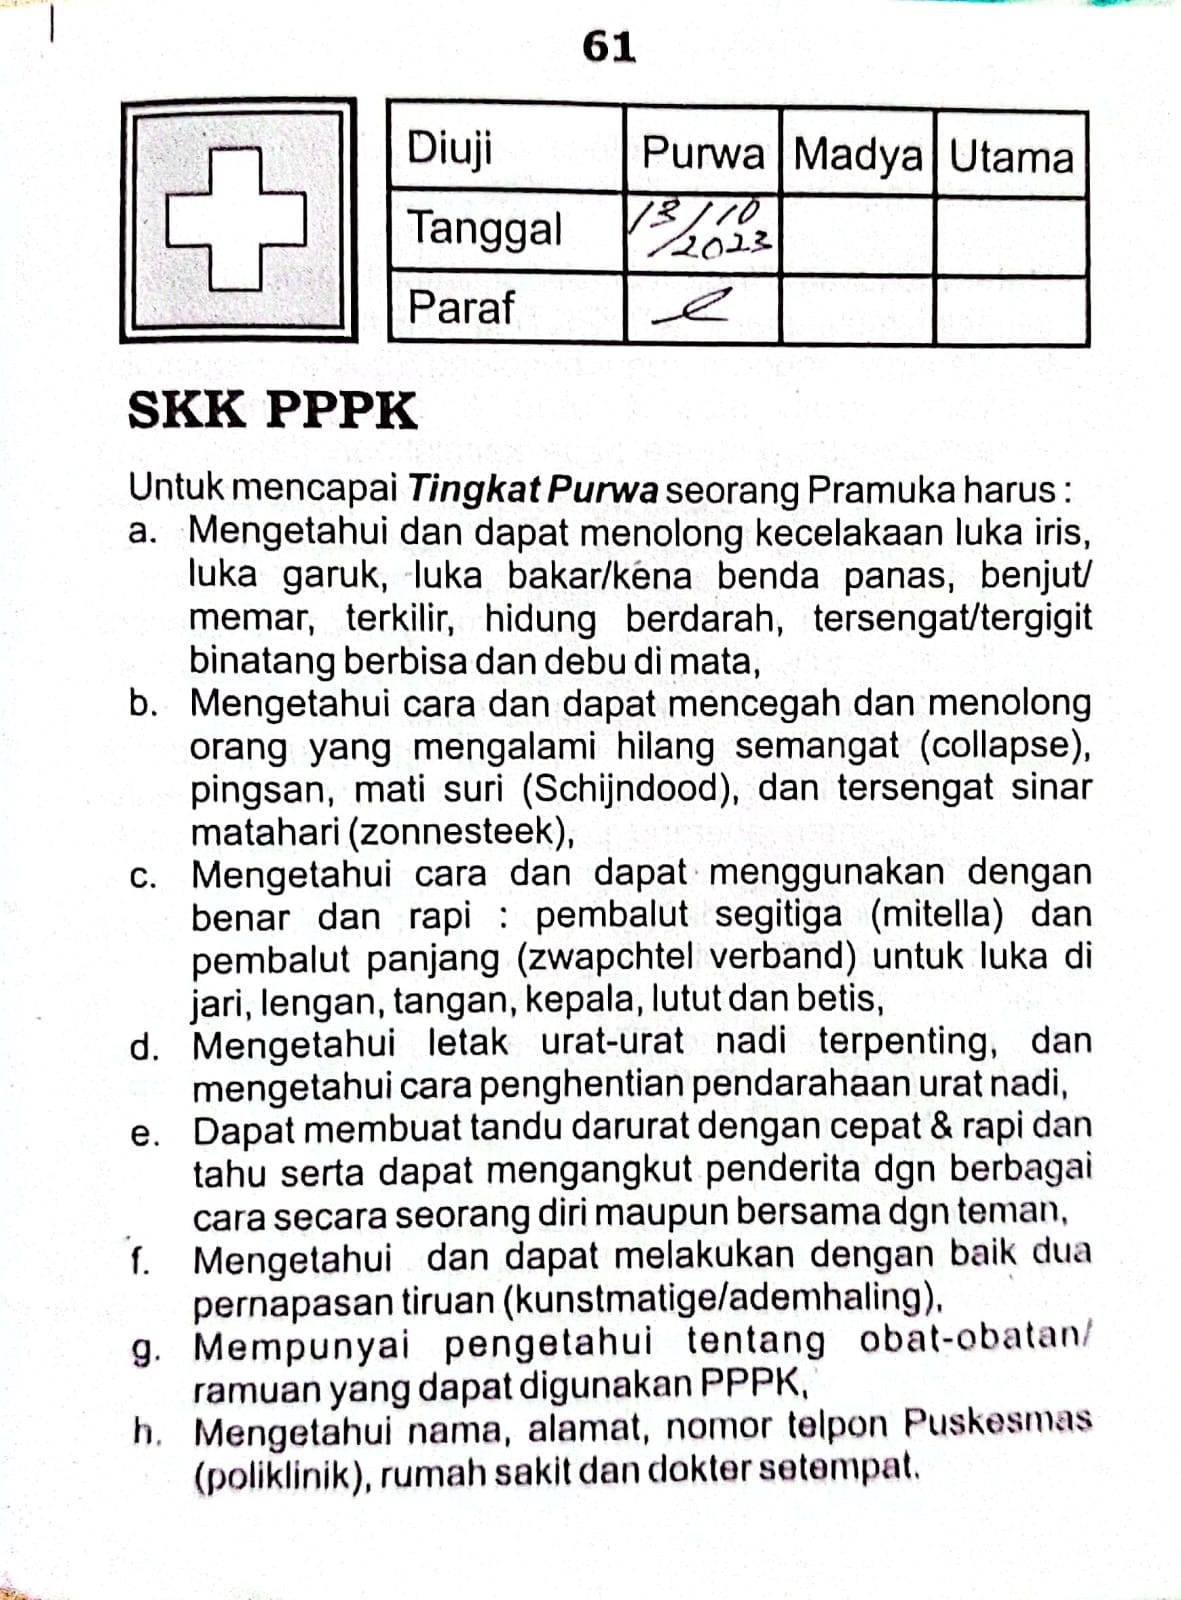 61
Diuji Purwa Madya Utama
Tanggal 13/10
/2023
Paraf
SKK PPPK
Untuk mencapai Tingkat Purwa seorang Pramuka harus :
a. Mengetahui dan dapat menolong kecelakaan luka iris,
luka garuk, luka bakar/kena benda panas, benjut/
memar, terkilir, hidung berdarah, tersengat/tergigit
binatang berbisa dan debu di mata,
b. Mengetahui cara dan dapat mencegah dan menolong
orang yang mengalami hilang semangat (collapse),
pingsan, mati suri (Schijndood), dan tersengat sinar
matahari (zonnesteek),
c. Mengetahui cara dan dapat menggunakan dengan
benar dan rapi : pembalut segitiga (mitella) dan
pembalut panjang (zwapchtel verband) untuk luka di
jari, lengan, tangan, kepala, lutut dan betis,
d. Mengetahui letak urat-urat nadi terpenting, dan
mengetahui cara penghentian pendarahaan urat nadi,
e. Dapat membuat tandu darurat dengan cepat & rapi dan
tahu serta dapat mengangkut penderita dgn berbagai
cara secara seorang diri maupun bersama dgn teman,
f. Mengetahui dan dapat melakukan dengan baik dua
pernapasan tiruan (kunstmatige/ademhaling),
g. Mempunyai pengetahui tentang obat-obatan/
ramuan yang dapat digunakan PPPK,
h. Mengetahui nama, alamat, nomor telpon Puskesmas
(poliklinik), rumah sakit dan dokter setempat.